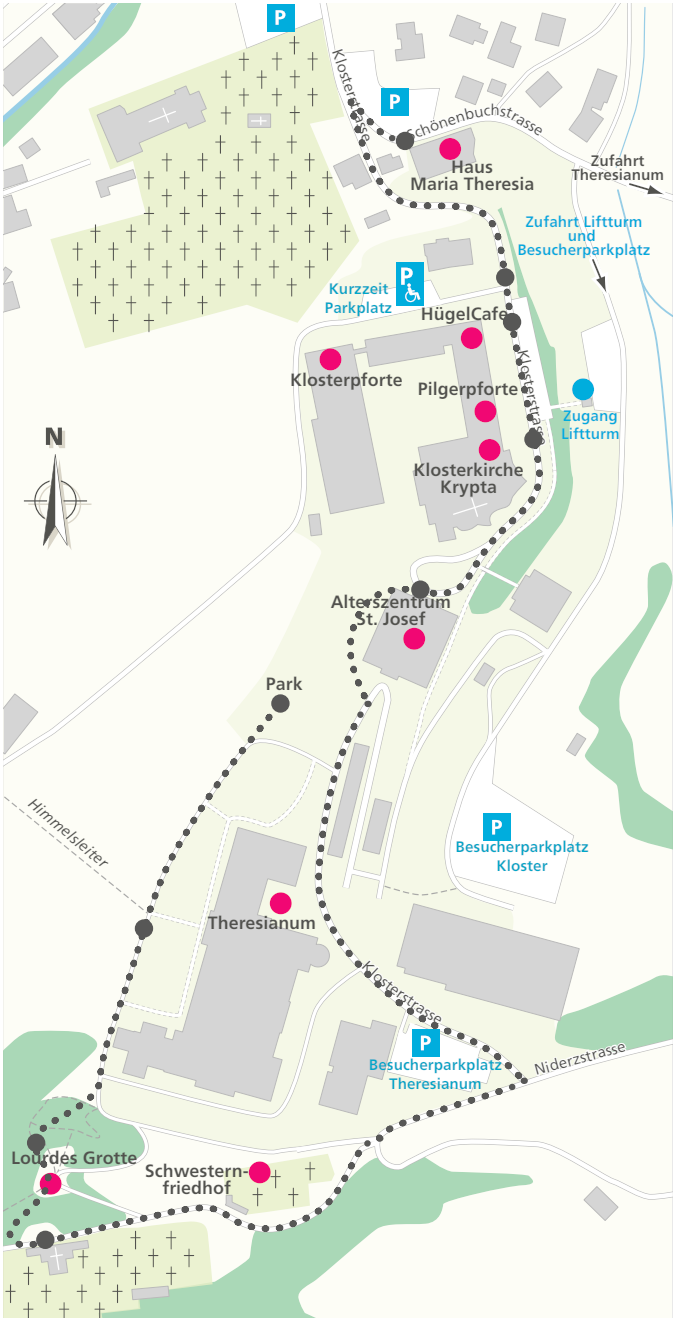 P
Klosterstrasse
P
Schönenbuchstrasse
Haus
Maria Theresia
Zufahrt
Theresianum
Zufahrt Liftturm
und
Besucherparkplatz
P
Kurzzeit
Parkplatz
HügelCafe
Klosterpforte
Klosterstrasse
Pilgerpforte
Zugang
Liftturm
N
Klosterkirche
Krypta
Alterszentrum
St. Josef
Park
Himmelsleiter
P
Besucherparkplatz
Kloster
Theresianum
Klosterstrasse
P
Besucherparkplatz
Theresianum
Niderzstrasse
Lourdes Grotte
Schwestern-
friedhof